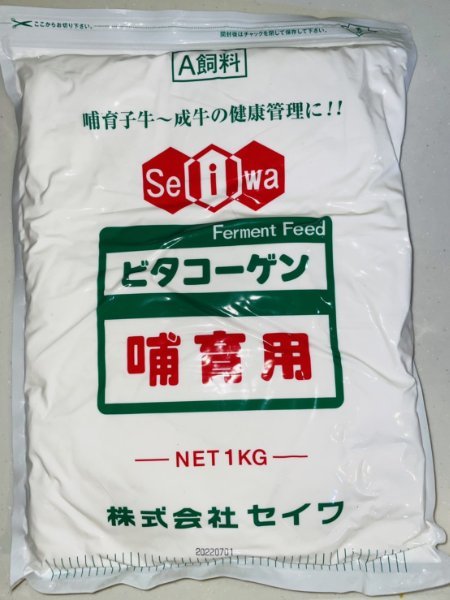 ここからお切り下さい。
開封後はチャックを閉じて保存して下さい。
A飼料
哺育子牛～成牛の健康管理に!!
Seiwa
Ferment Feed
ビタコーゲン
哺育用
NET 1KG
株式会社 セイワ
20220701